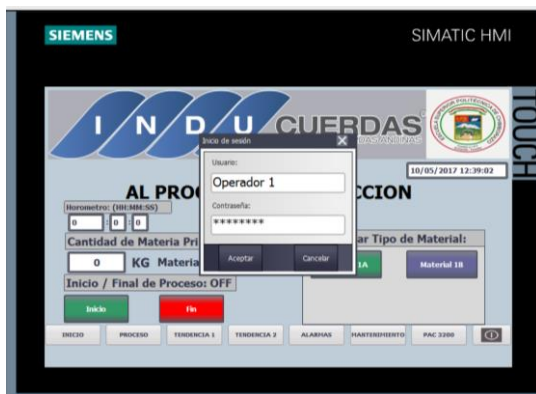 SIEMENS
SIMATIC HMI
TOUCH
INDU CUERDAS
10/05/2017 12:39:02
Inicio de sesión
Usuario:
Operador 1
Contraseña:
********
Aceptar
Cancelar
AL PRO
CCION
Horometro: (HH:MM:SS)
0 : 0 : 0
Cantidad de Materia Pri
0 KG Materia
ar Tipo de Material:
1A
Material 1B
Inicio / Final de Proceso: OFF
Inicio
Fin
INICIO
PROCESO
TENDENCIA 1
TENDENCIA 2
ALARMAS
MANTENIMIENTO
PAC 3200